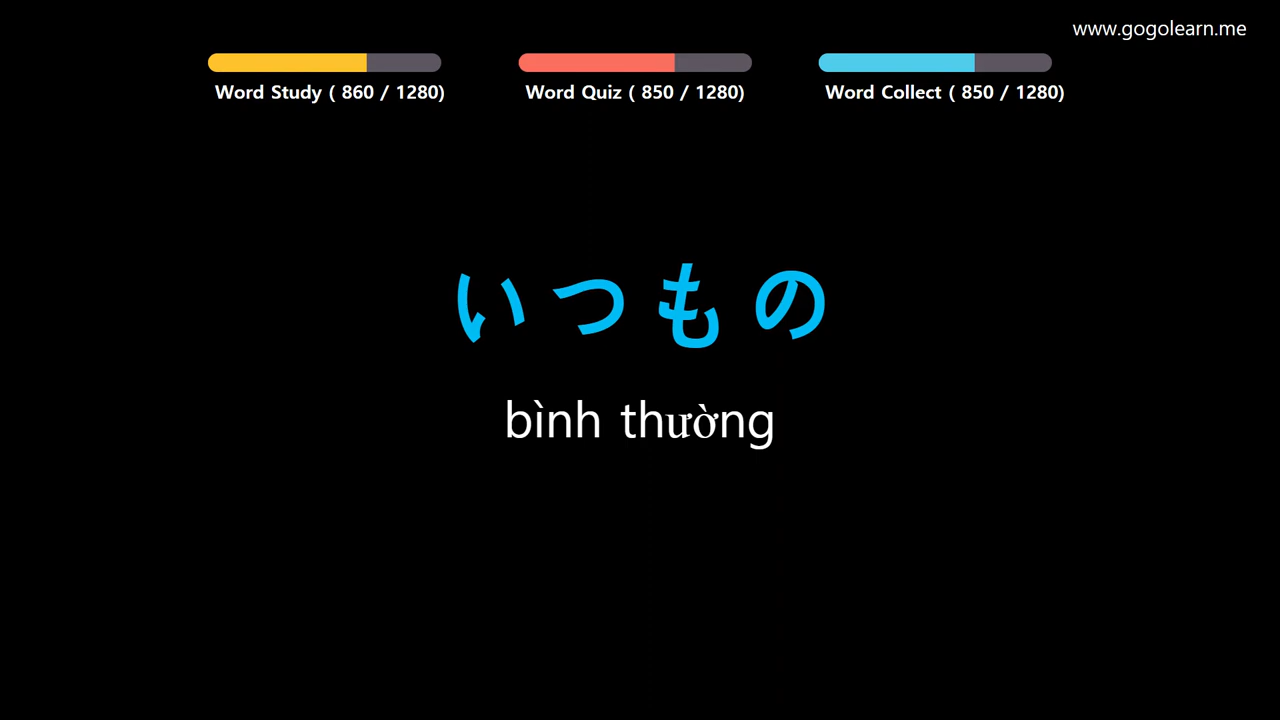 www.gogolearn.me
Word Study ( 860 / 1280)
Word Quiz ( 850 / 1280)
Word Collect ( 850 / 1280)
いつもの
bình thường